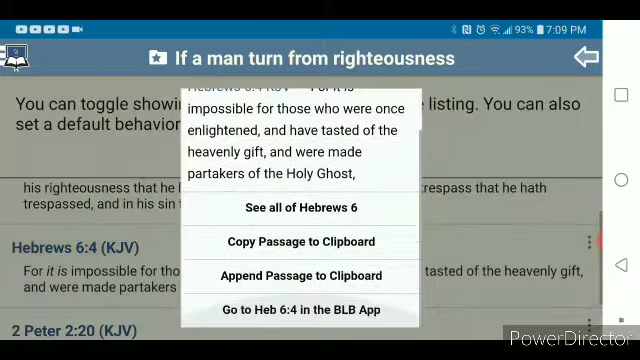 93% 7:09 PM
If a man turn from righteousness
You can toggle showi
e listing. You can also
set a default behavior
Hebrews 6:4 KJV - For it is
impossible for those who were once
enlightened, and have tasted of the
heavenly gift, and were made
partakers of the Holy Ghost,
See all of Hebrews 6
Copy Passage to Clipboard
Append Passage to Clipboard
Go to Heb 6:4 in the BLB App
his righteousness that he
trespass that he hath
trespassed, and in his sin
Hebrews 6:4 (KJV)
For it is impossible for tho
tasted of the heavenly gift,
and were made partakers
2 Peter 2:20 (KJV)
PowerDirector